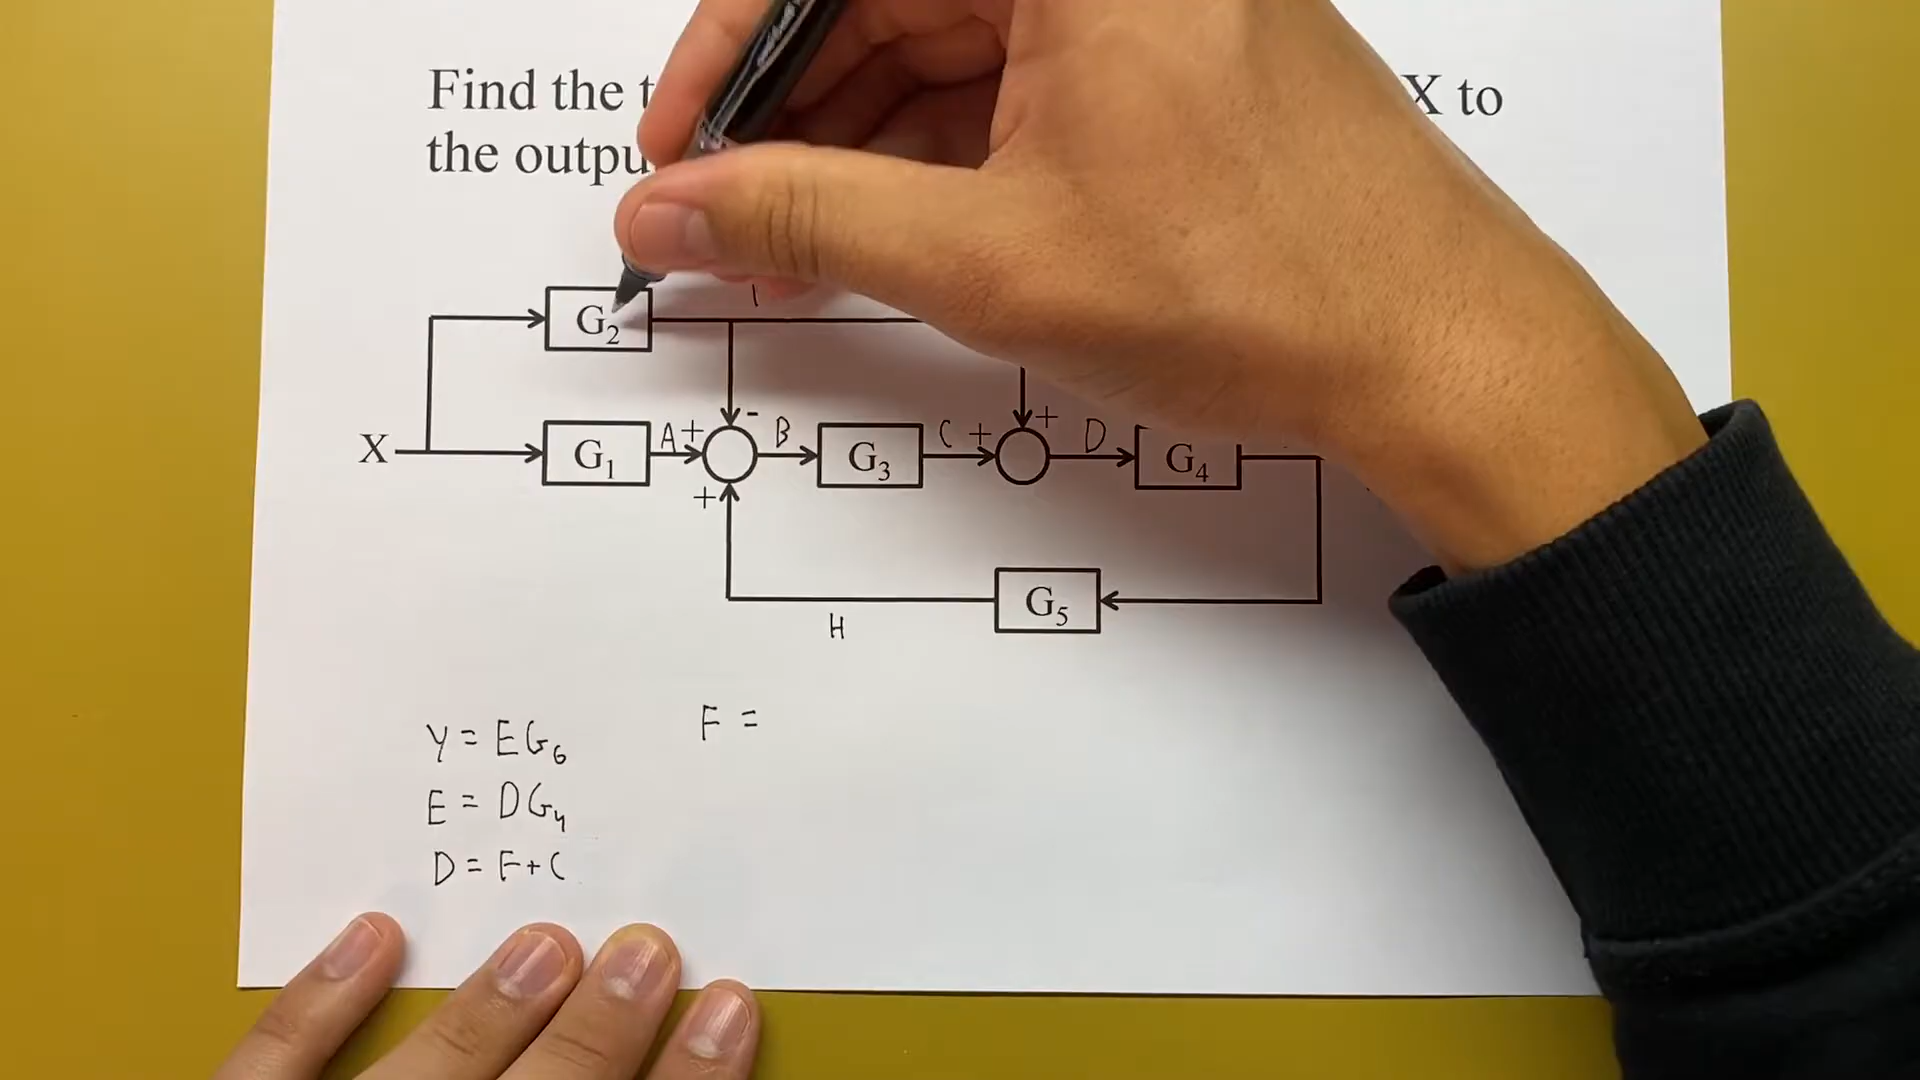 Find the t X to
the outpu
G₂
X G₁ A + - B G₃ C + + D G₄
+
G₅
H
Y = EG₆ F =
E = DG₄
D = F+C